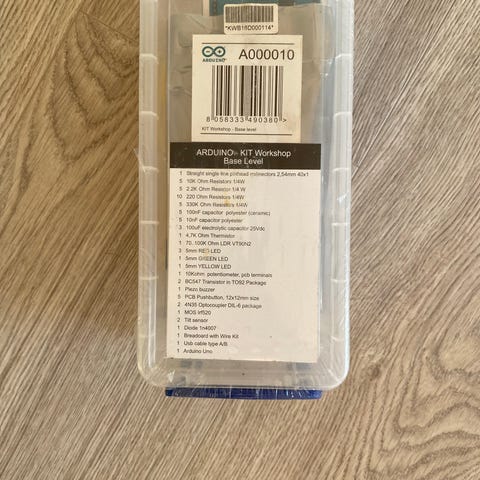 *KWB16D000114*
ARDUINO
A000010
8 058333 490380 >
KIT Workshop - Base level
ARDUINO® KIT Workshop
Base Level
1 Straight single line pinhead connectors 2,54mm 40x1
5 10K Ohm Resistors 1/4W
5 2.2K Ohm Resistors 1/4 W
10 220 Ohm Resistors 1/4W
5 330K Ohm Resistors 1/4W
5 100nF capacitor polyester (ceramic)
5 10nF capacitor polyester
3 100uF electrolytic capacitor 25Vdc
1 4,7K Ohm Thermistor
1 70..100K Ohm LDR VT90N2
3 5mm RED LED
1 5mm GREEN LED
1 5mm YELLOW LED
1 10Kohm potentiometer, pcb terminals
2 BC547 Transistor in TO92 Package
1 Piezo buzzer
5 PCB Pushbutton, 12x12mm size
2 4N35 Optocoupler DIL-6 package
1 MOS Irf520
2 Tilt sensor
1 Diode 1n4007
1 Breadoard with Wire Kit
1 Usb cable type A/B
1 Arduino Uno